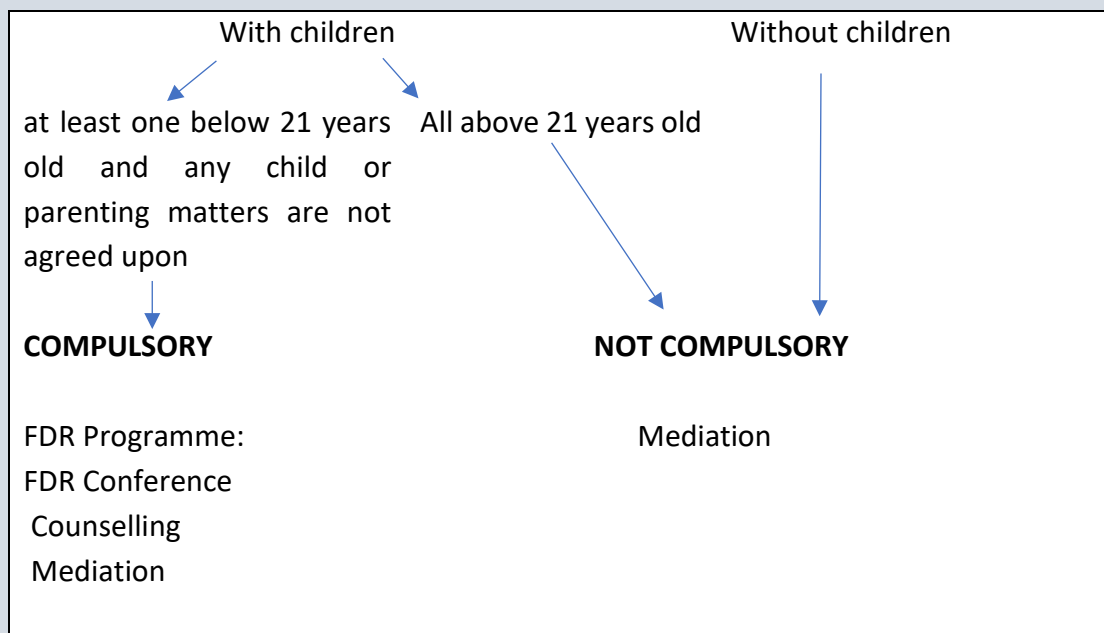 With children
Without children
at least one below 21 years
old and any child or
parenting matters are not
agreed upon
All above 21 years old
COMPULSORY
NOT COMPULSORY
FDR Programme:
FDR Conference
Counselling
Mediation
Mediation